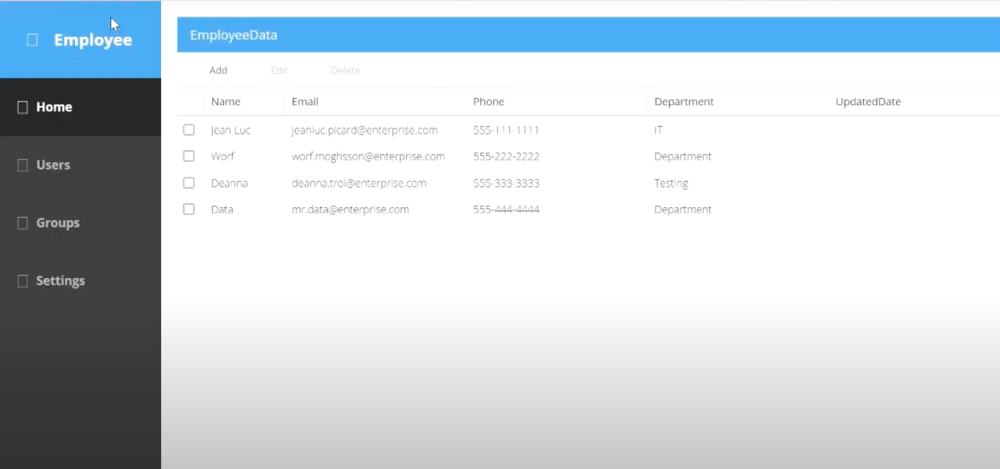 Employee
Home
Users
Groups
Settings
EmployeeData
Add Edit Delete
Name Email Phone Department UpdatedDate
Jean Luc jeanluc.picard@enterprise.com 555-111-1111 IT
Worf worf.moghsson@enterprise.com 555-222-2222 Department
Deanna deanna.troi@enterprise.com 555-333-3333 Testing
Data mr.data@enterprise.com 555-444-4444 Department